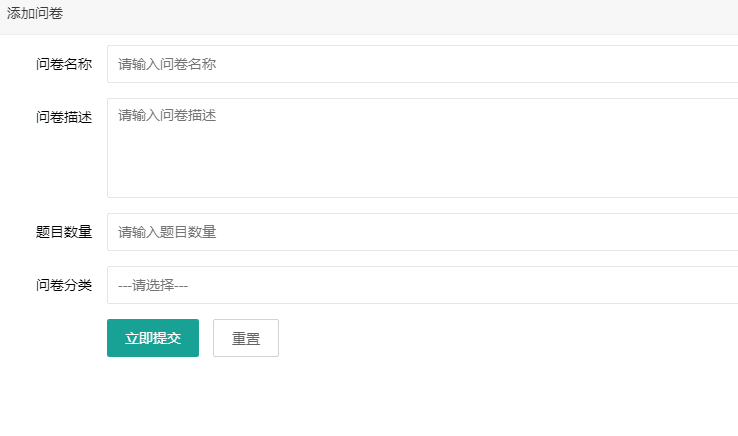 添加问卷
问卷名称 请输入问卷名称
问卷描述 请输入问卷描述
题目数量 请输入题目数量
问卷分类 ---请选择---
立即提交 重置